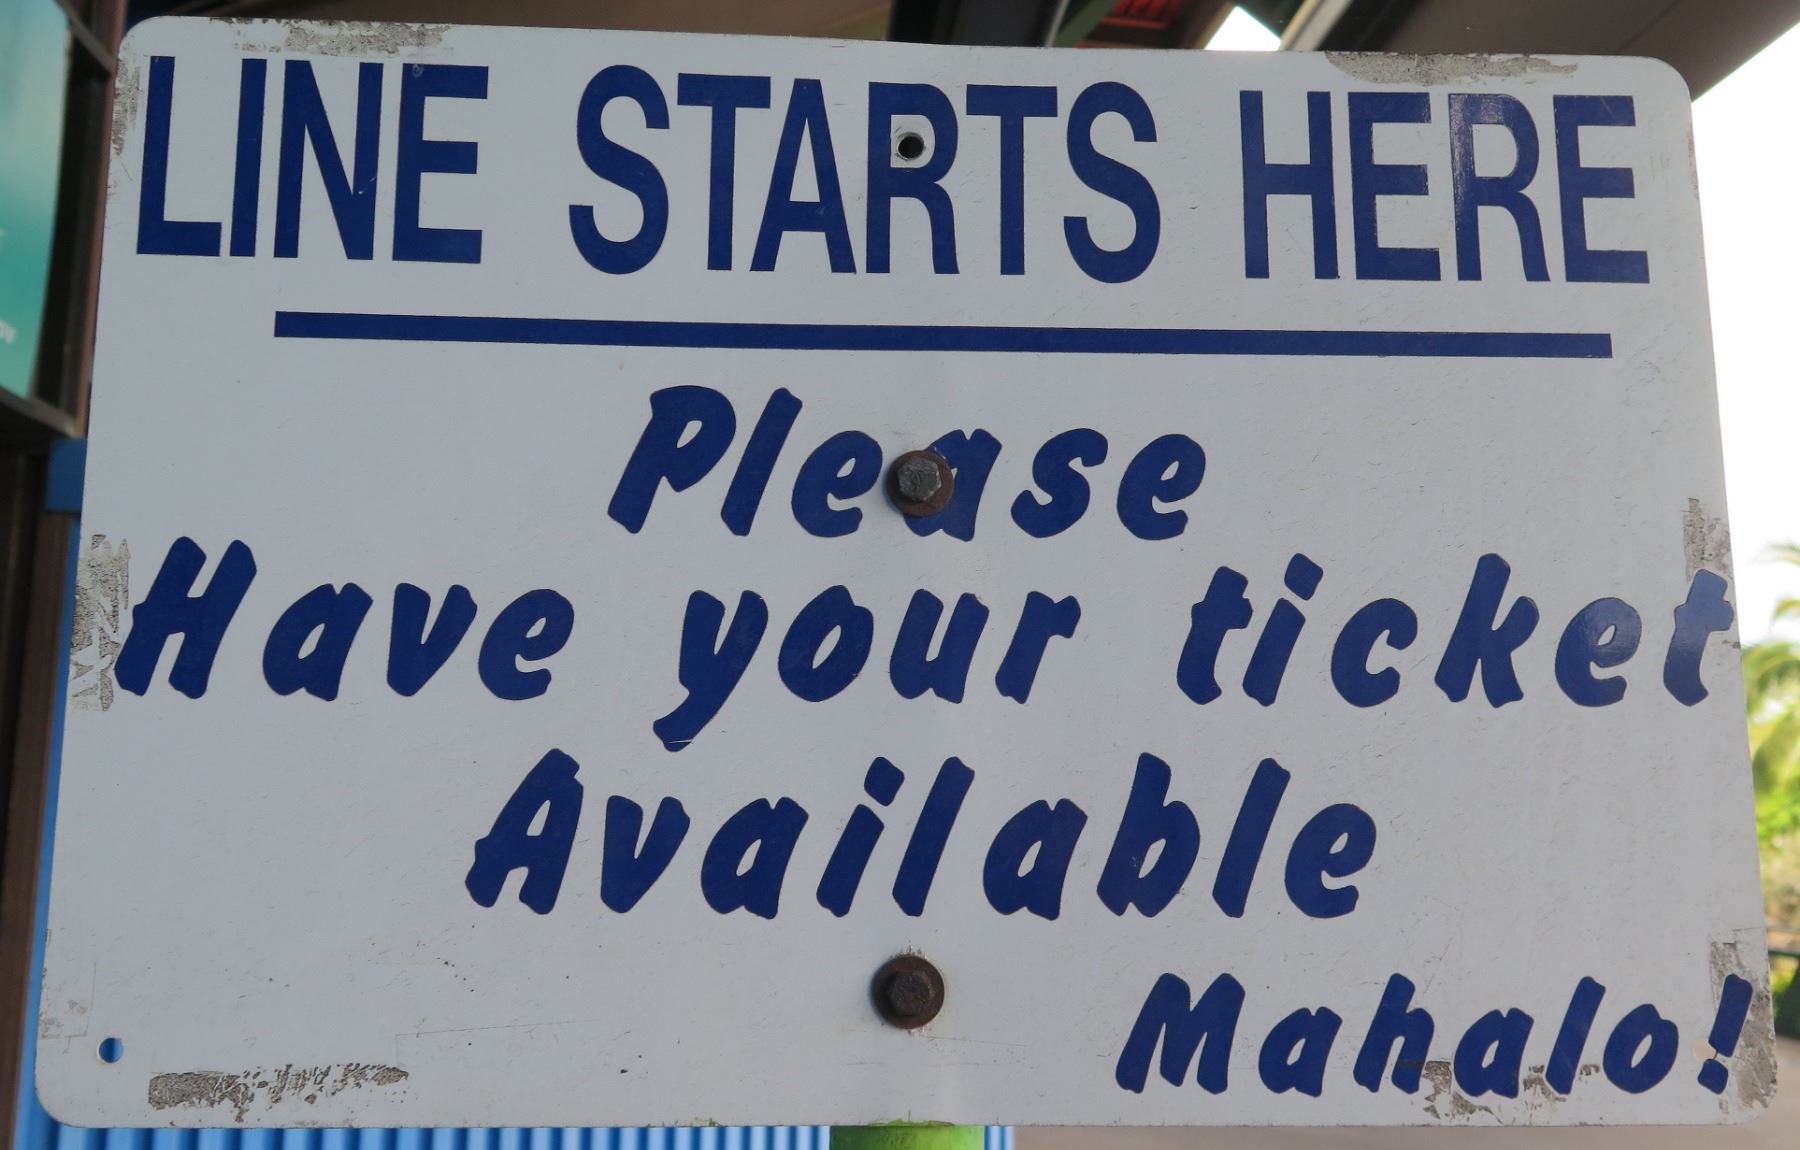 LINE STARTS HERE
Please
Have your ticket
Available
Mahalo!